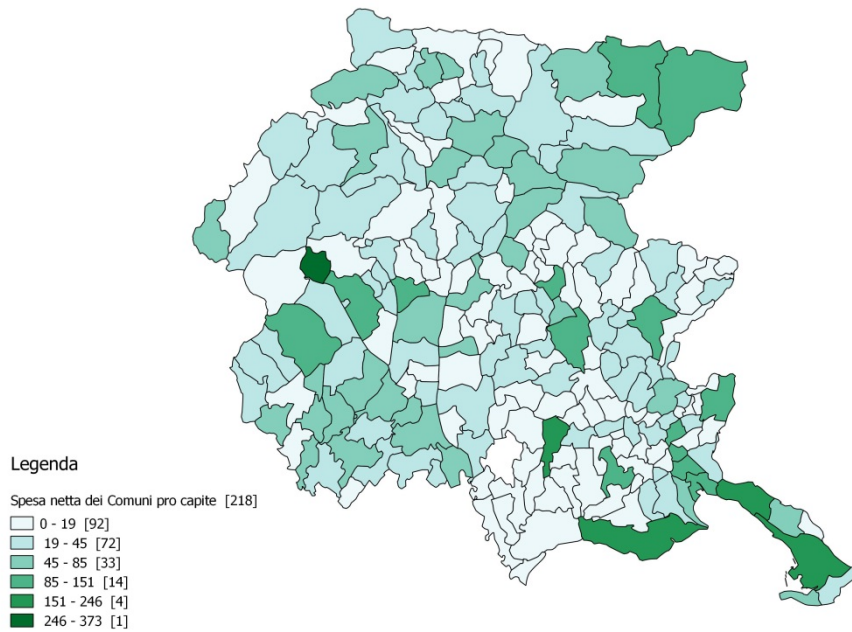 Legenda
Spesa netta dei Comuni pro capite [218]
0 - 19 [92]
19 - 45 [72]
45 - 85 [33]
85 - 151 [14]
151 - 246 [4]
246 - 373 [1]